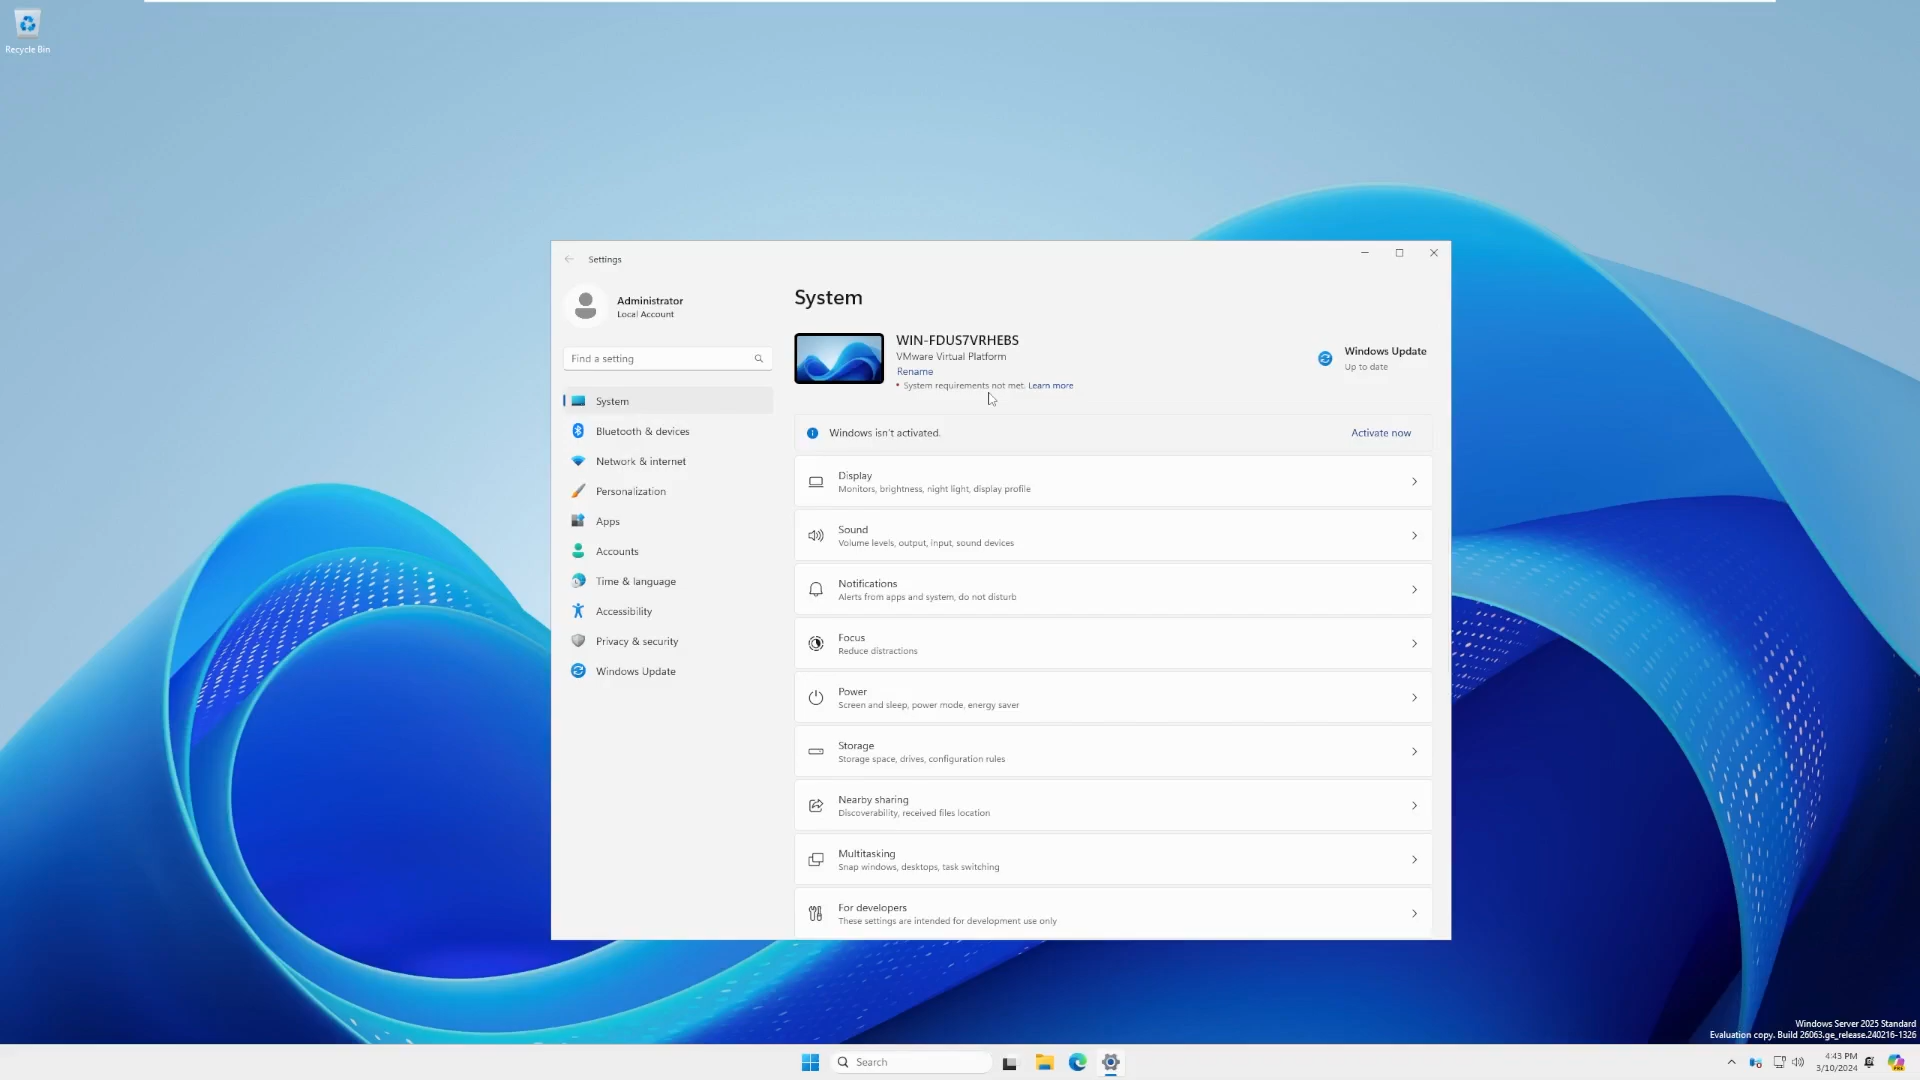 Recycle Bin
Settings
Administrator
Local Account
Find a setting
System
Bluetooth & devices
Network & internet
Personalization
Apps
Accounts
Time & language
Accessibility
Privacy & security
Windows Update
System
WIN-FDUS7VRHEBS
VMware Virtual Platform
Rename
• System requirements not met. Learn more
Windows Update
Up to date
Windows isn't activated.
Activate now
Display
Monitors, brightness, night light, display profile
Sound
Volume levels, output, input, sound devices
Notifications
Alerts from apps and system, do not disturb
Focus
Reduce distractions
Power
Screen and sleep, power mode, energy saver
Storage
Storage space, drives, configuration rules
Nearby sharing
Discoverability, received files location
Multitasking
Snap windows, desktops, task switching
For developers
These settings are intended for development use only
Windows Server 2025 Standard
Evaluation copy. Build 26063.ge_release.240216-1326
Search
4:43 PM
3/10/2024